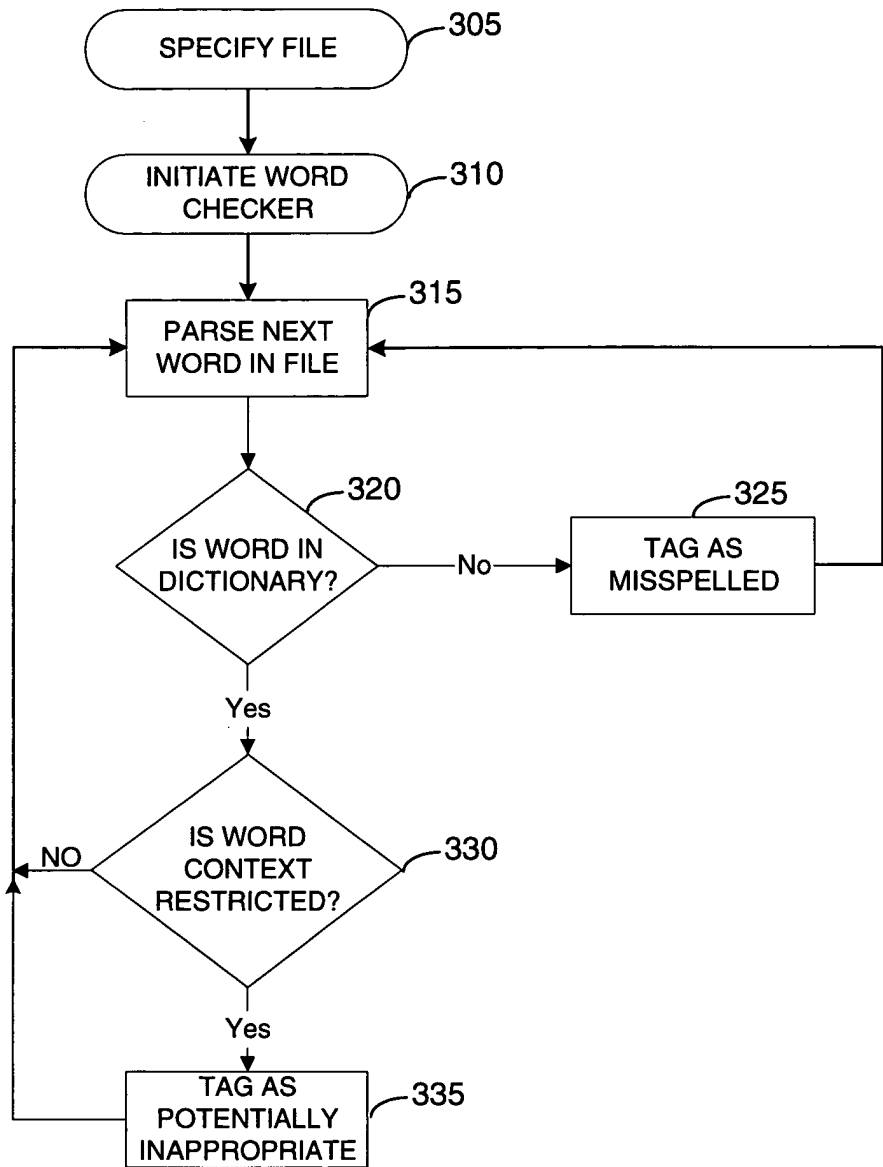 SPECIFY FILE
305
INITIATE WORD
CHECKER
310
315
PARSE NEXT
WORD IN FILE
320
IS WORD IN
DICTIONARY?
No
325
TAG AS
MISSPELLED
Yes
IS WORD
CONTEXT
RESTRICTED?
330
NO
Yes
TAG AS
POTENTIALLY
INAPPROPRIATE
335